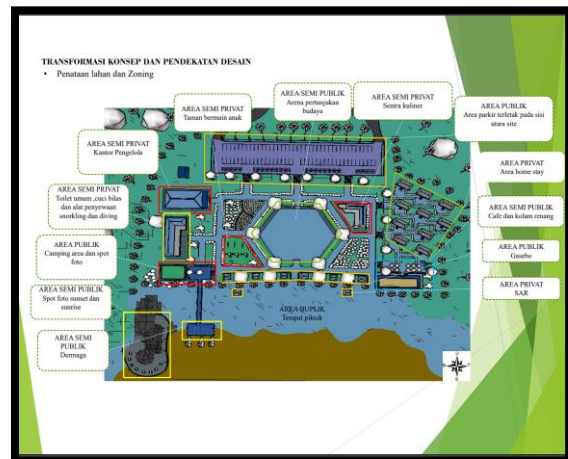 TRANSFORMASI KONSEP DAN PENDEKATAN DESAIN
• Penataan lahan dan Zoning
AREA SEMI PRIVAT
Taman bermain anak
AREA SEMI PUBLIK
Arena pertunjukan
budaya
AREA SEMI PRIVAT
Sentra kuliner
AREA PUBLIK
Area parkir terletak pada sisi
utara site
AREA SEMI PRIVAT
Kantor Pengelola
AREA PRIVAT
Area home stay
AREA SEMI PRIVAT
Toilet umum ,cuci bilas
dan alat penyewaan
snorkling dan diving
AREA SEMI PUBLIK
Cafe dan kolam renang
AREA PUBLIK
Camping area dan spot
foto
AREA PUBLIK
Gasebo
AREA SEMI PUBLIK
Spot foto sunset dan
sunrise
AREA PRIVAT
SAR
AREA BUPLIK
Tempat piknik
AREA SEMI
PUBLIK
Dermaga